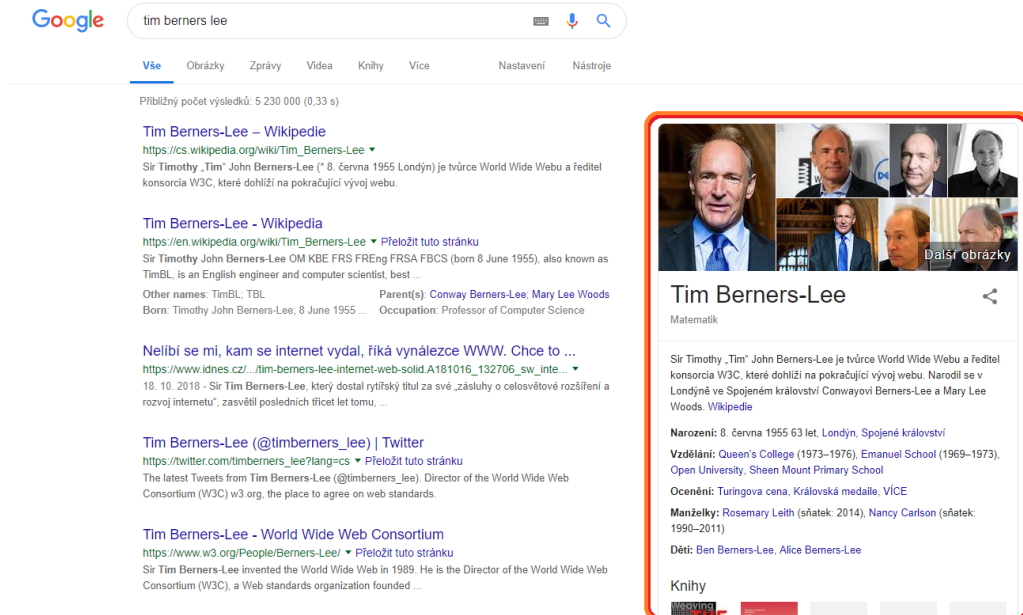 Google
tim berners lee
Vše Obrázky Zprávy Videa Knihy Více Nastavení Nástroje
Přibližný počet výsledků: 5 230 000 (0,33 s)
Tim Berners-Lee – Wikipedie
https://cs.wikipedia.org/wiki/Tim_Berners-Lee
Sir Timothy „Tim“ John Berners-Lee (* 8. června 1955 Londýn) je tvůrce World Wide Webu a ředitel
konsorcia W3C, které dohlíží na pokračující vývoj webu.
Tim Berners-Lee - Wikipedia
https://en.wikipedia.org/wiki/Tim_Berners-Lee Přeložit tuto stránku
Sir Timothy John Berners-Lee OM KBE FRS FREng FRSA FBCS (born 8 June 1955), also known as
TimBL, is an English engineer and computer scientist, best ...
Other names: TimBL; TBL Parent(s): Conway Berners-Lee; Mary Lee Woods
Born: Timothy John Berners-Lee; 8 June 1955 ... Occupation: Professor of Computer Science
Nelíbí se mi, kam se internet vydal, říká vynálezce WWW. Chce to ...
https://www.idnes.cz/.../tim-berners-lee-internet-web-solid.A181016_132706_sw_inte...
18. 10. 2018 - Sir Tim Berners-Lee, který dostal rytířský titul za své „zásluhy o celosvětové rozšíření a
rozvoj internetu“, zasvětil posledních třicet let tomu, ...
Tim Berners-Lee (@timberners_lee) | Twitter
https://twitter.com/timberners_lee?lang=cs Přeložit tuto stránku
The latest Tweets from Tim Berners-Lee (@timberners_lee). Director of the World Wide Web
Consortium (W3C) w3.org, the place to agree on web standards.
Tim Berners-Lee - World Wide Web Consortium
https://www.w3.org/People/Berners-Lee/ Přeložit tuto stránku
Sir Tim Berners-Lee invented the World Wide Web in 1989. He is the Director of the World Wide Web
Consortium (W3C), a Web standards organization founded ...
Další obrázky
Tim Berners-Lee
Matematik
Sir Timothy „Tim“ John Berners-Lee je tvůrce World Wide Webu a ředitel
konsorcia W3C, které dohlíží na pokračující vývoj webu. Narodil se v
Londýně ve Spojeném království Conwayovi Berners-Lee a Mary Lee
Woods. Wikipedie
Narození: 8. června 1955 63 let, Londýn, Spojené království
Vzdělání: Queen's College (1973–1976), Emanuel School (1969–1973),
Open University, Sheen Mount Primary School
Ocenění: Turingova cena, Královská medaile, VÍCE
Manželky: Rosemary Leith (sňatek: 2014), Nancy Carlson (sňatek:
1990–2011)
Děti: Ben Berners-Lee, Alice Berners-Lee
Knihy
Weaving